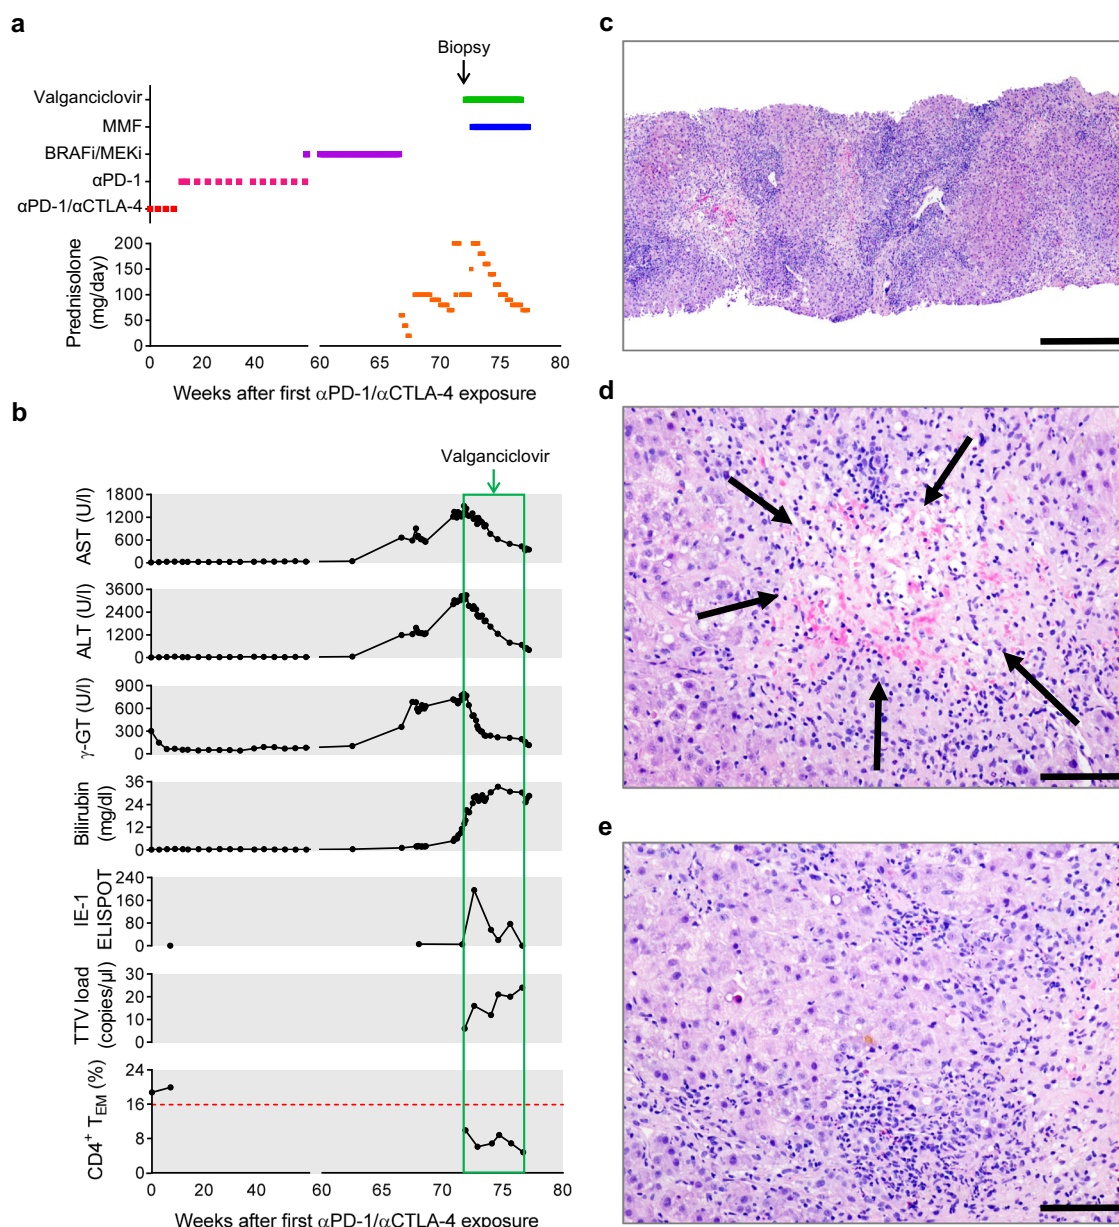 a
Biopsy
Valganciclovir
MMF
BRAFi/MEKi
αPD-1
αPD-1/αCTLA-4
Prednisolone
(mg/day)
200
150
100
50
0
0 20 40 60 65 70 75 80
Weeks after first αPD-1/αCTLA-4 exposure
b
Valganciclovir
AST (U/l)
1800
1200
600
0
ALT (U/l)
3600
2400
1200
0
γ-GT (U/l)
900
600
300
0
Bilirubin
(mg/dl)
36
24
12
0
IE-1
ELISPOT
240
160
80
0
TTV load
(copies/μl)
30
20
10
0
CD4+ TEM (%)
24
16
8
0
0 20 40 60 65 70 75 80
Weeks after first αPD-1/αCTLA-4 exposure
c
d
e